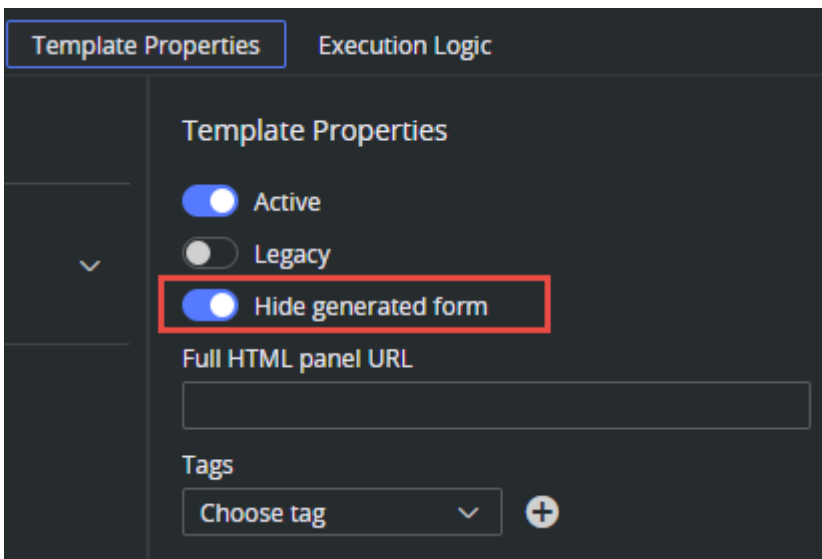 Template Properties
Execution Logic
Template Properties
Active
Legacy
Hide generated form
Full HTML panel URL
Tags
Choose tag